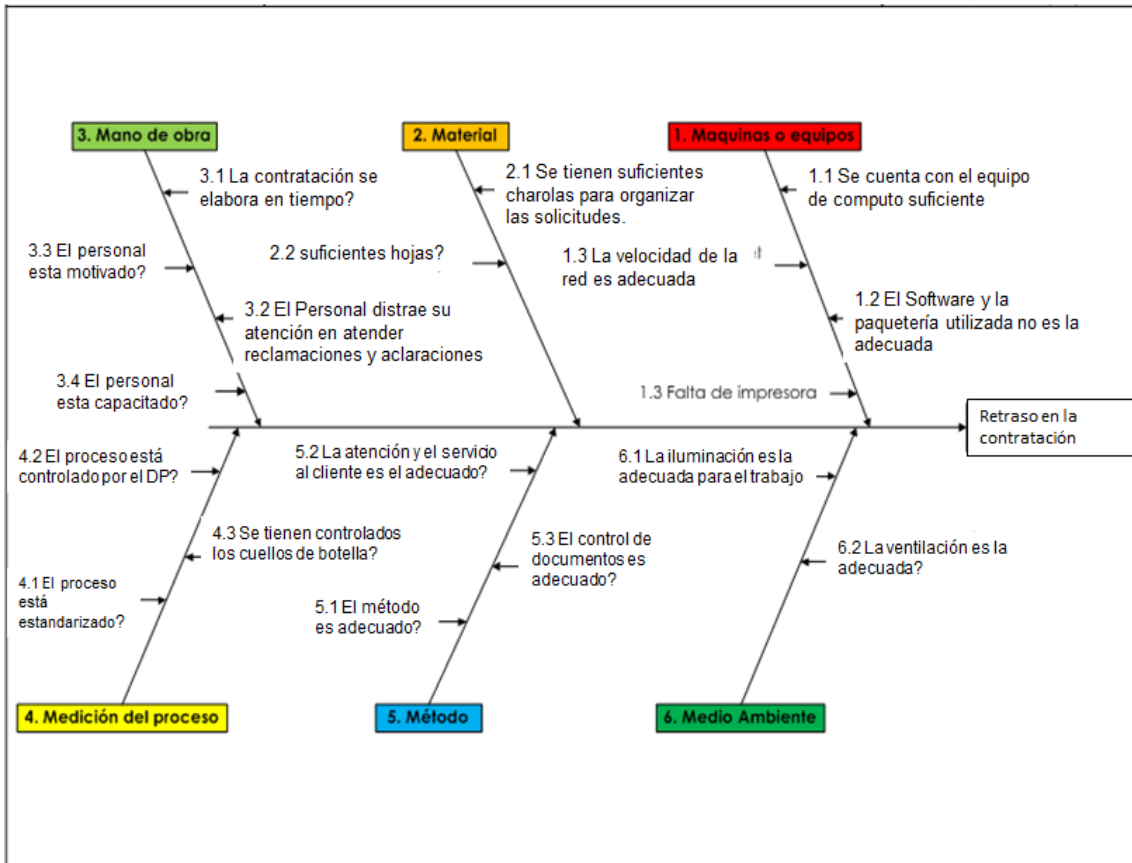 3. Mano de obra
2. Material
1. Maquinas o equipos
3.1 La contratación se
elabora en tiempo?
2.1 Se tienen suficientes
charolas para organizar
las solicitudes.
1.1 Se cuenta con el equipo
de computo suficiente
3.3 El personal
esta motivado?
2.2 suficientes hojas?
1.3 La velocidad de la
red es adecuada
3.2 El Personal distrae su
atención en atender
reclamaciones y aclaraciones
1.2 El Software y la
paquetería utilizada no es la
adecuada
3.4 El personal
esta capacitado?
1.3 Falta de impresora
Retraso en la
contratación
4.2 El proceso está
controlado por el DP?
5.2 La atención y el servicio
al cliente es el adecuado?
6.1 La iluminación es la
adecuada para el trabajo
4.3 Se tienen controlados
los cuellos de botella?
5.3 El control de
documentos es
adecuado?
6.2 La ventilación es la
adecuada?
4.1 El proceso
está
estandarizado?
5.1 El método
es adecuado?
4. Medición del proceso
5. Método
6. Medio Ambiente